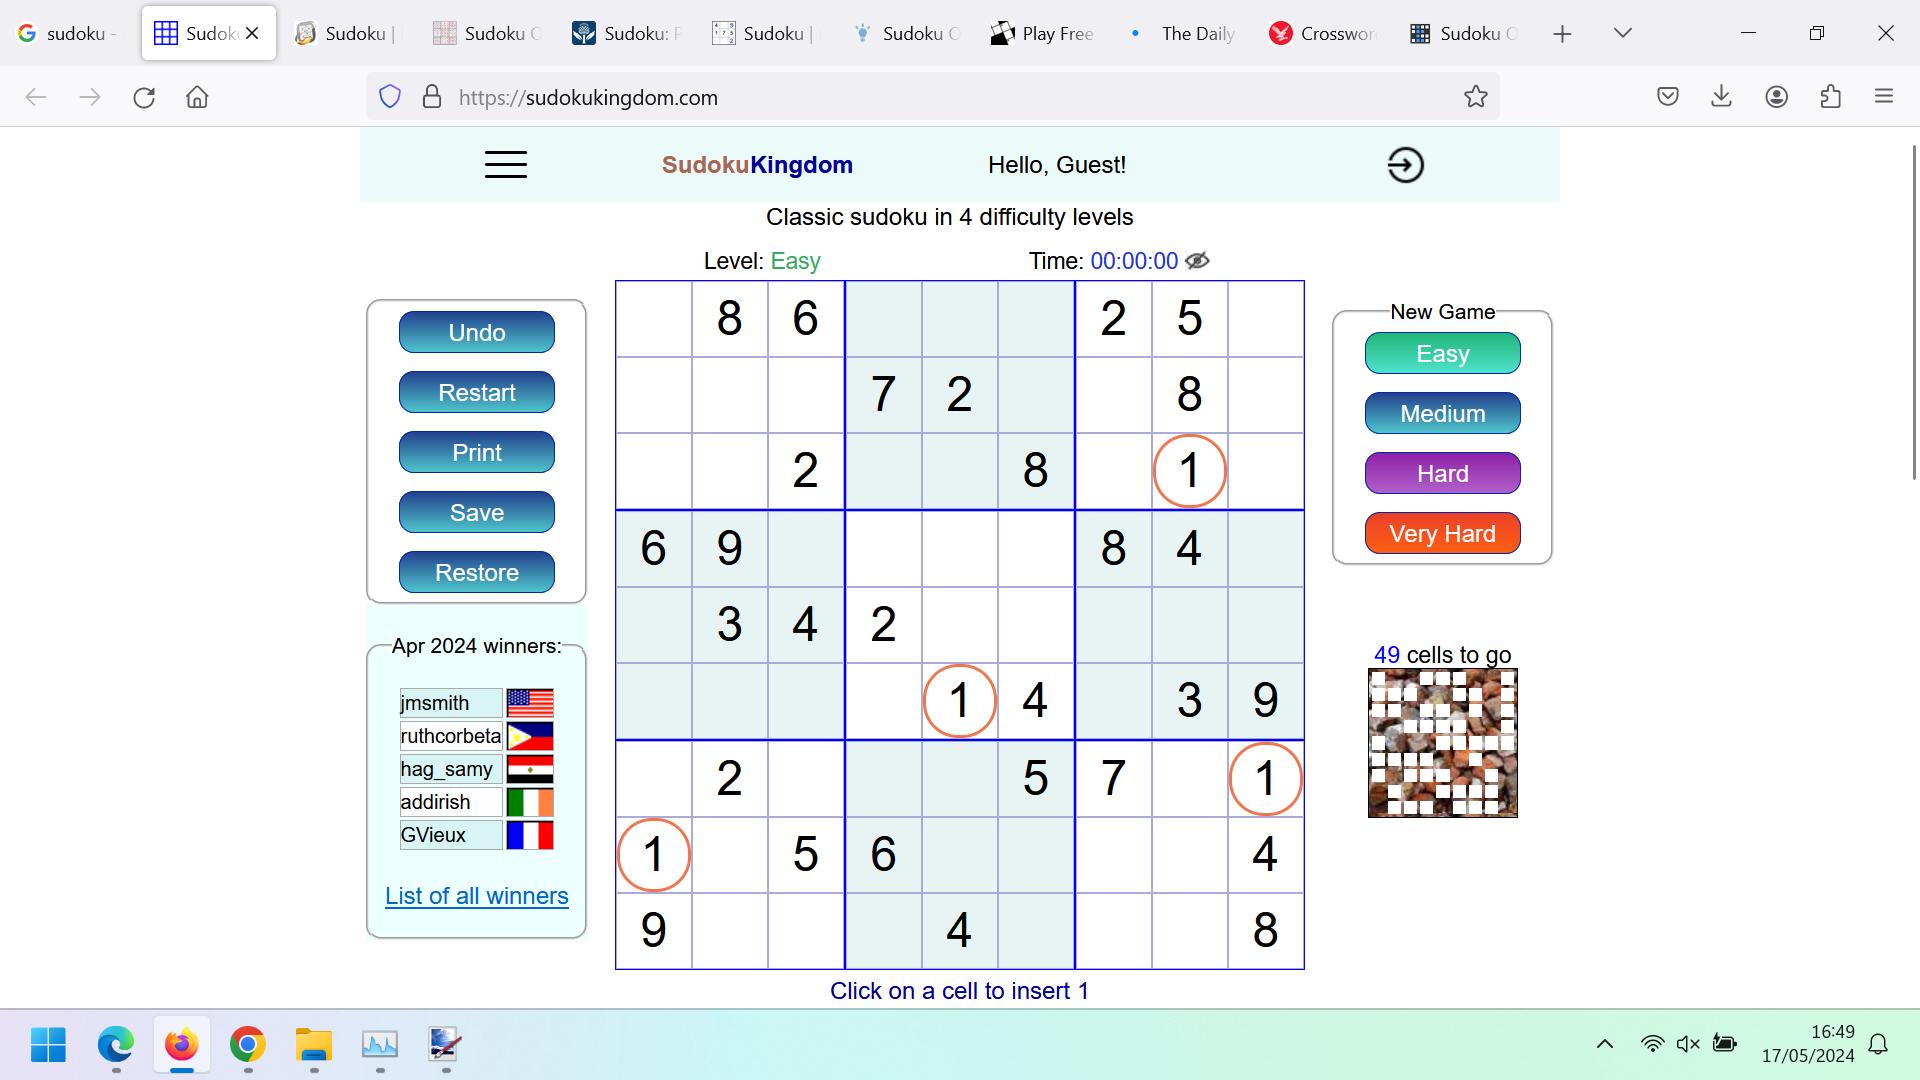 sudoku -
Sudok
Sudoku |
Sudoku
Sudoku:
Sudoku |
Sudoku
Play Free
The Daily
Crosswor
Sudoku
https://sudokukingdom.com
SudokuKingdom
Hello, Guest!
Classic sudoku in 4 difficulty levels
Level: Easy
Time: 00:00:00
Undo
Restart
Print
Save
Restore
Apr 2024 winners:
jmsmith
ruthcorbeta
hag_samy
addirish
GVieux
List of all winners
8 6 2 5
7 2 8
2 8 1
6 9 8 4
3 4 2
1 4 3 9
2 5 7 1
1 5 6 4
9 4 8
Click on a cell to insert 1
New Game
Easy
Medium
Hard
Very Hard
49 cells to go
16:49
17/05/2024